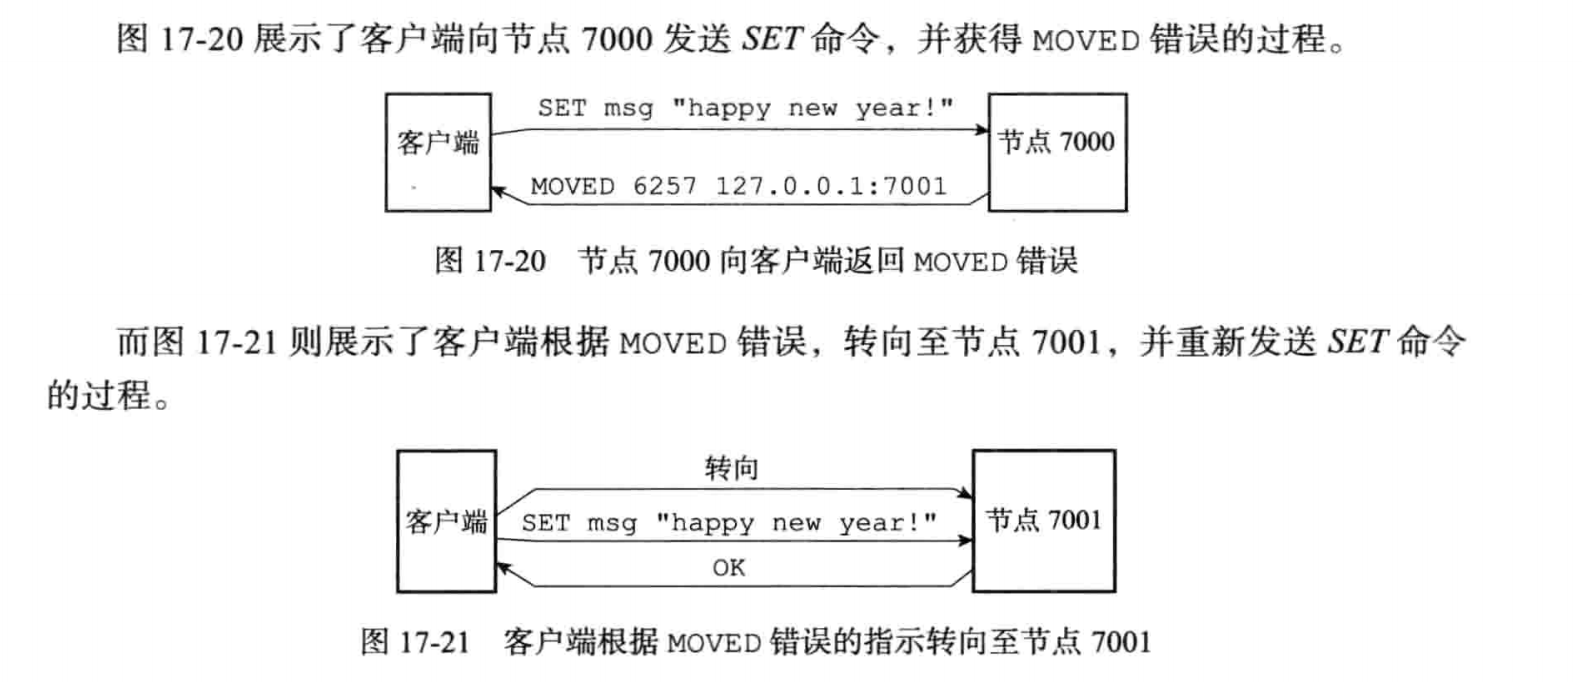 图 17-20 展示了客户端向节点 7000 发送 SET 命令，并获得 MOVED 错误的过程。
SET msg "happy new year!"
客户端
节点 7000
MOVED 6257 127.0.0.1:7001
图 17-20 节点 7000 向客户端返回 MOVED 错误
而图 17-21 则展示了客户端根据 MOVED 错误，转向至节点 7001，并重新发送 SET 命令
的过程。
转向
客户端
SET msg "happy new year!"
节点 7001
OK
图 17-21 客户端根据 MOVED 错误的指示转向至节点 7001